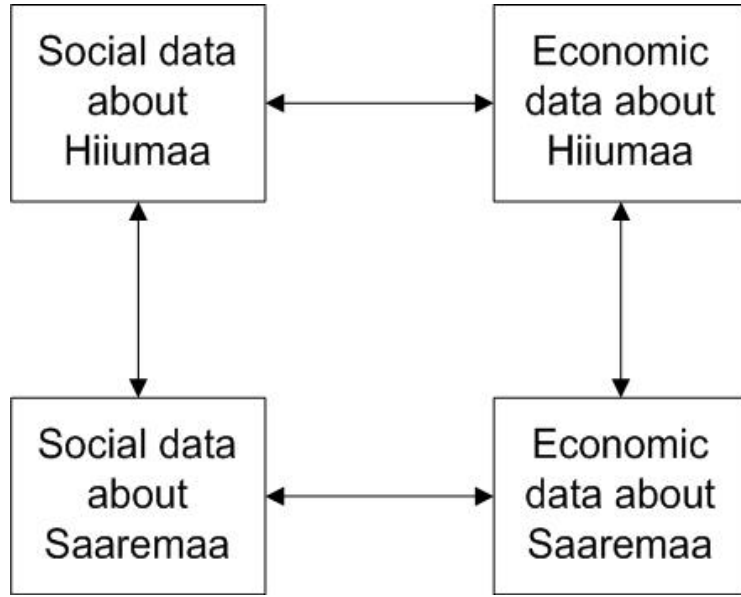 Social data
about
Hiiumaa
Economic
data about
Hiiumaa
Social data
about
Saaremaa
Economic
data about
Saaremaa